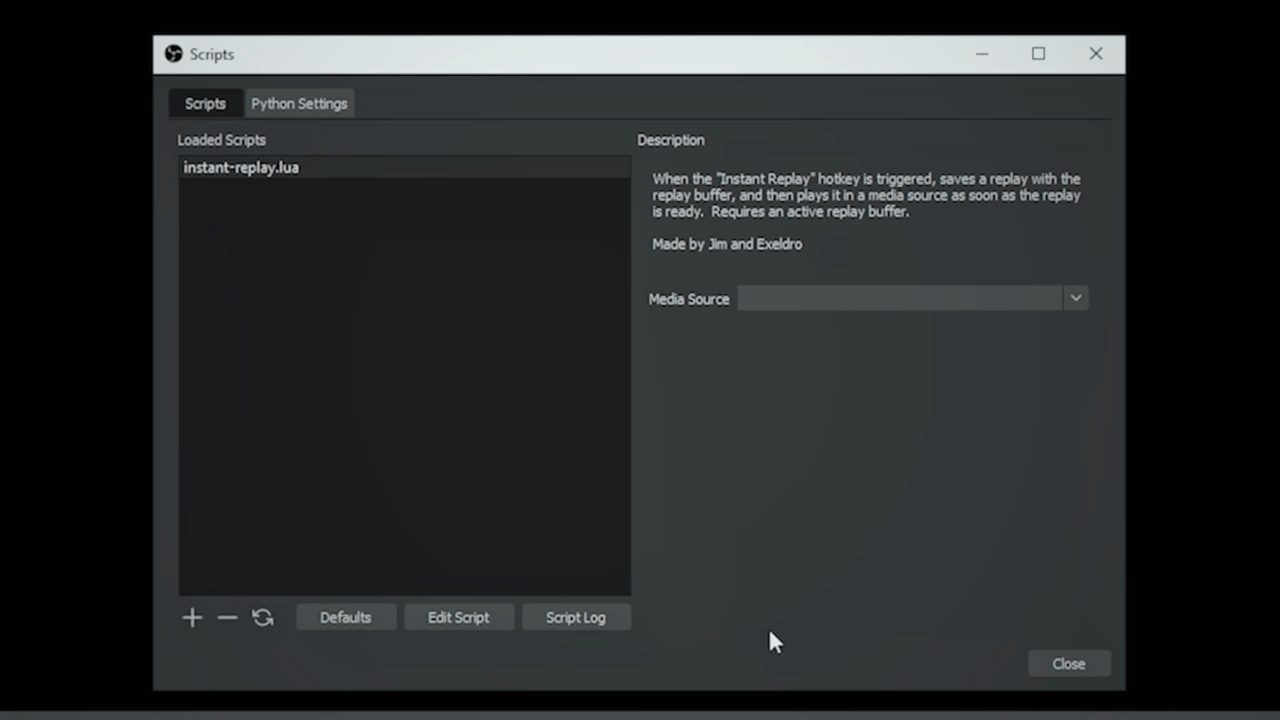 Scripts
Scripts
Python Settings
Loaded Scripts
Description
instant-replay.lua
When the "Instant Replay" hotkey is triggered, saves a replay with the
replay buffer, and then plays it in a media source as soon as the replay
is ready.  Requires an active replay buffer.
Made by Jim and Exeldro
Media Source
Defaults
Edit Script
Script Log
Close